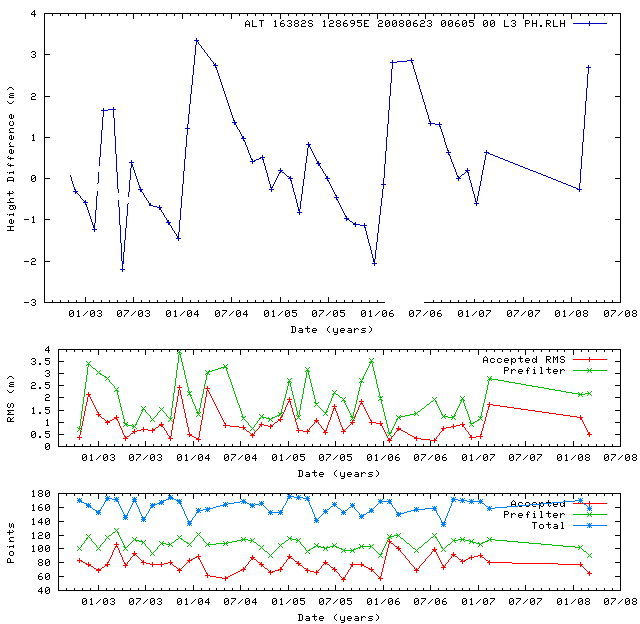 ALT 16382S 128695E 20080623 00605 00 L3 PH.RLH
4
3
2
1
0
-1
-2
-3
Height Difference (m)
01/03 07/03 01/04 07/04 01/05 07/05 01/06 07/06 01/07 07/07 01/08 07/08
Date (years)
Accepted RMS
Prefilter
4
3.5
3
2.5
2
1.5
1
0.5
0
RMS (m)
01/03 07/03 01/04 07/04 01/05 07/05 01/06 07/06 01/07 07/07 01/08 07/08
Date (years)
Accepted
Prefilter
Total
180
160
140
120
100
80
60
40
Points
01/03 07/03 01/04 07/04 01/05 07/05 01/06 07/06 01/07 07/07 01/08 07/08
Date (years)